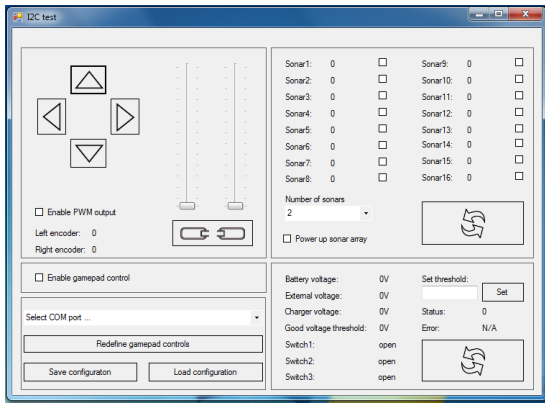 I2C test
Enable PWM output
Left encoder: 0
Right encoder: 0
Sonar1: 0
Sonar2: 0
Sonar3: 0
Sonar4: 0
Sonar5: 0
Sonar6: 0
Sonar7: 0
Sonar8: 0
Sonar9: 0
Sonar10: 0
Sonar11: 0
Sonar12: 0
Sonar13: 0
Sonar14: 0
Sonar15: 0
Sonar16: 0
Number of sonars
2
Power up sonar array
Enable gamepad control
Select COM port ...
Redefine gamepad controls
Save configuraton
Load configuration
Battery voltage: 0V
External voltage: 0V
Charger voltage: 0V
Good voltage threshold: 0V
Switch1: open
Switch2: open
Switch3: open
Set threshold:
Set
Status: 0
Error: N/A